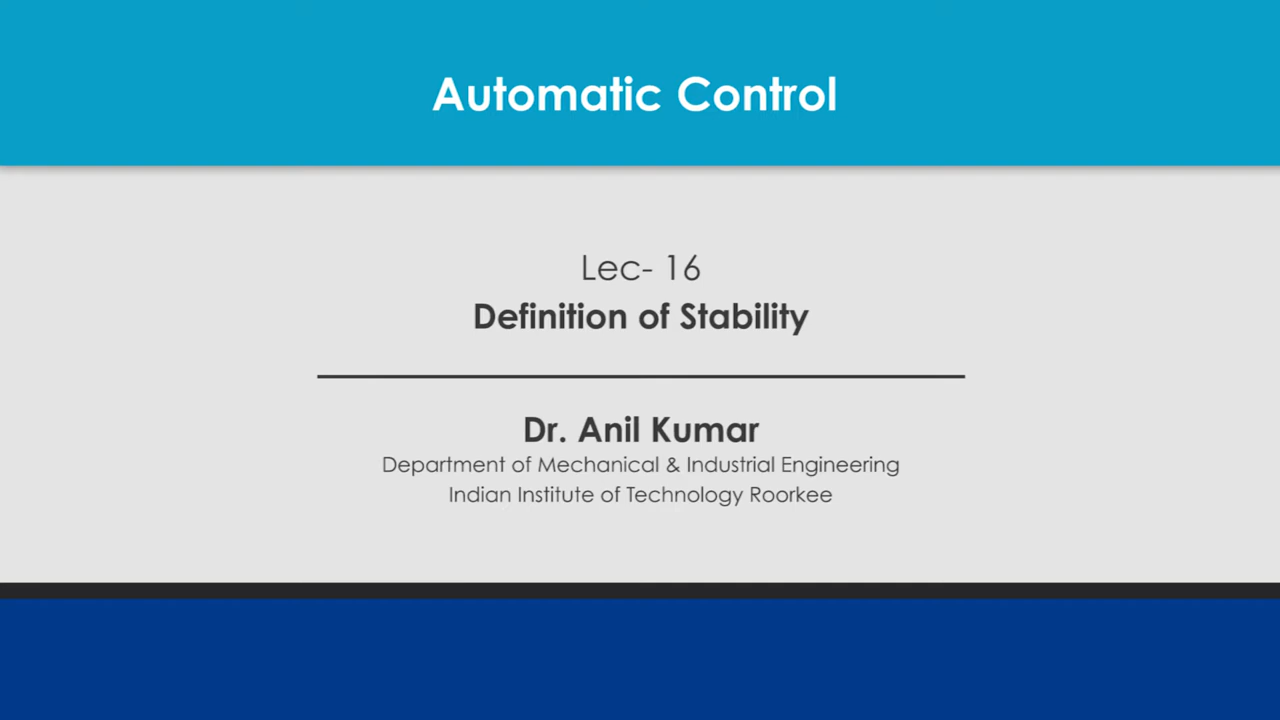 Automatic Control
Lec- 16
Definition of Stability
Dr. Anil Kumar
Department of Mechanical & Industrial Engineering
Indian Institute of Technology Roorkee